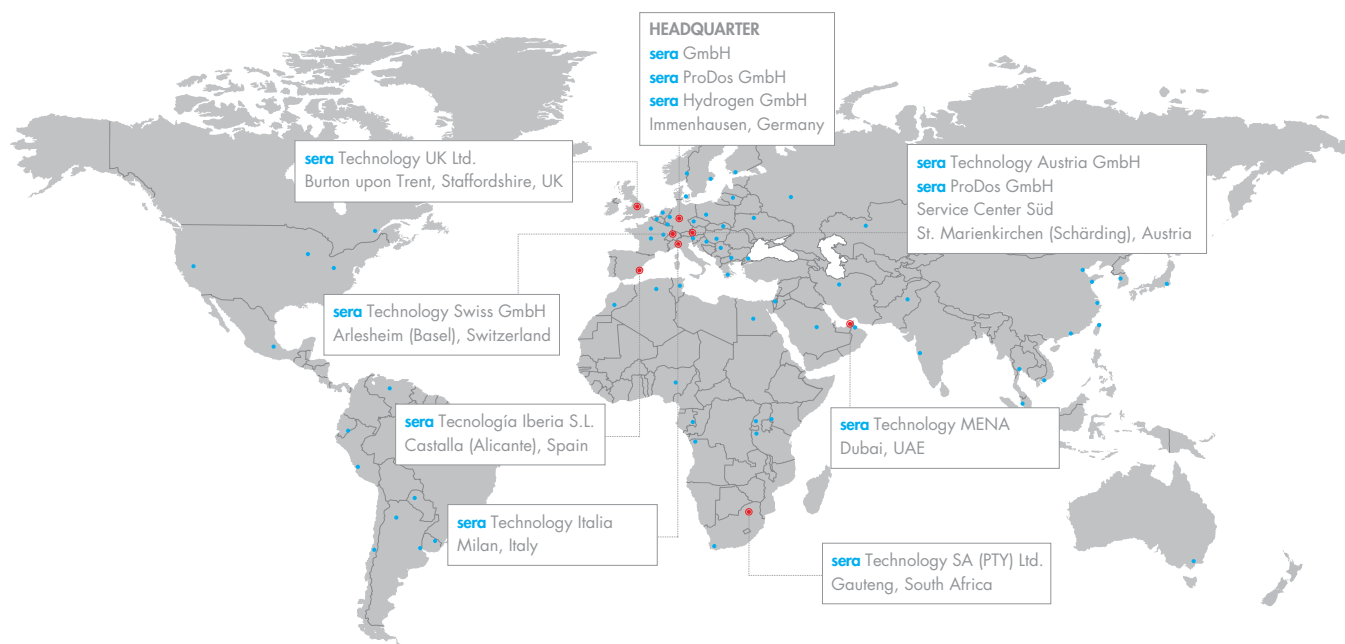 HEADQUARTER
sera GmbH
sera ProDos GmbH
sera Hydrogen GmbH
Immenhausen, Germany
sera Technology UK Ltd.
Burton upon Trent, Staffordshire, UK
sera Technology Austria GmbH
sera ProDos GmbH
Service Center Süd
St. Marienkirchen (Schärding), Austria
sera Technology Swiss GmbH
Arlesheim (Basel), Switzerland
sera Tecnología Iberia S.L.
Castalla (Alicante), Spain
sera Technology MENA
Dubai, UAE
sera Technology Italia
Milan, Italy
sera Technology SA (PTY) Ltd.
Gauteng, South Africa